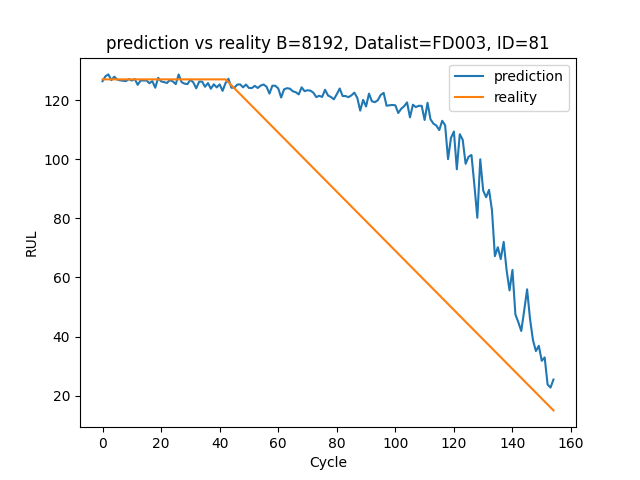 prediction vs reality B=8192, Datalist=FD003, ID=81
prediction
reality
RUL
120
100
80
60
40
20
0 20 40 60 80 100 120 140 160
Cycle